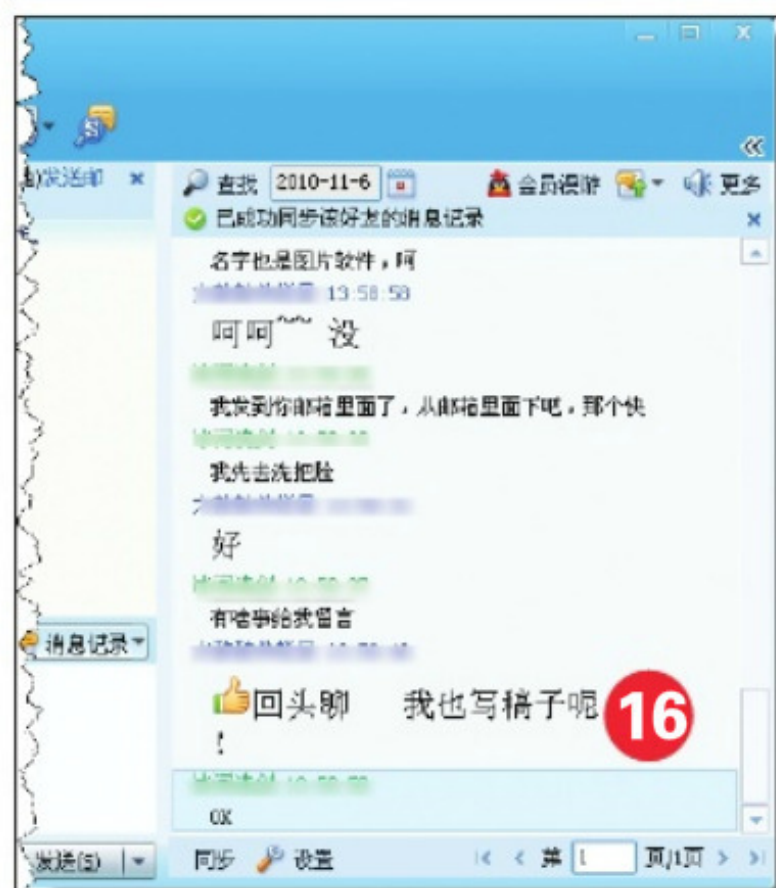 发送邮
查找 2010-11-6 会员漫游 更多
已成功同步该好友的消息记录
名字也是图片软件，呵
13:58:58
呵呵~~ 没
我发到你邮箱里面了，从邮箱里面下吧，那个快
我先去洗把脸
好
有啥事给我留言
消息记录
回头聊 我也写稿子呢
16
！
OK
发送(S) 同步 设置 第 1 页/1页